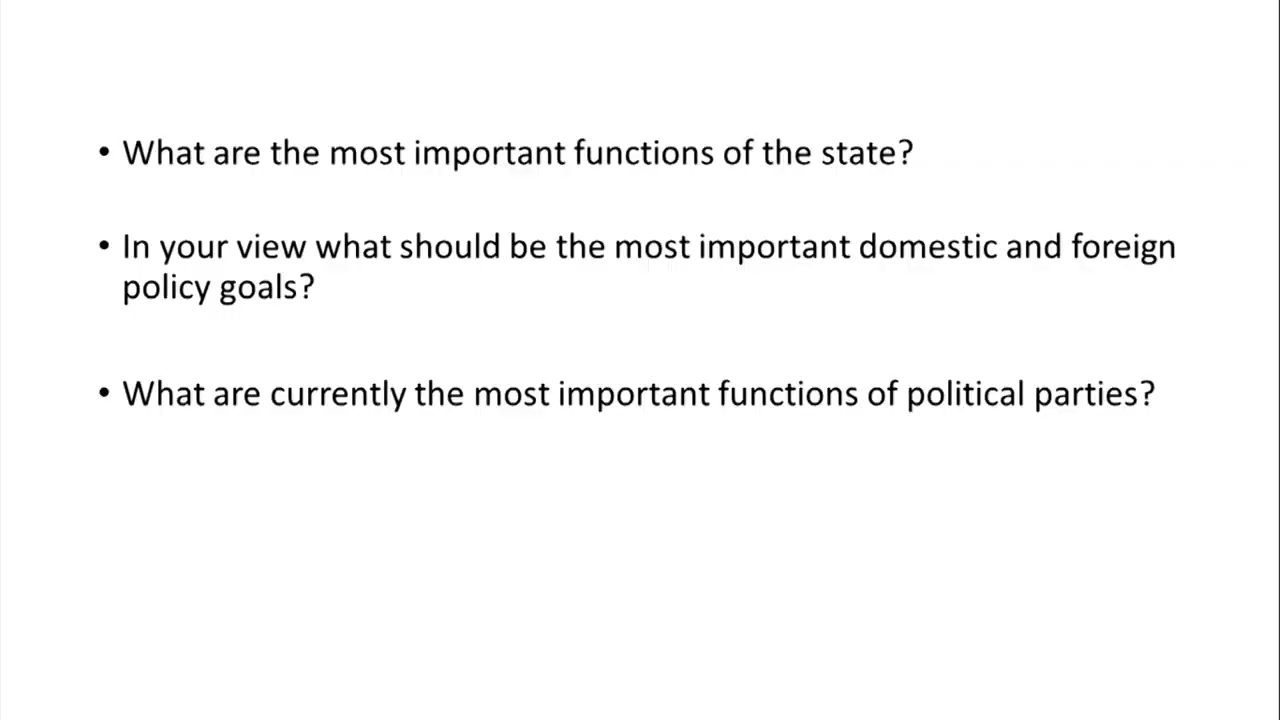 • What are the most important functions of the state?
• In your view what should be the most important domestic and foreign
policy goals?
• What are currently the most important functions of political parties?